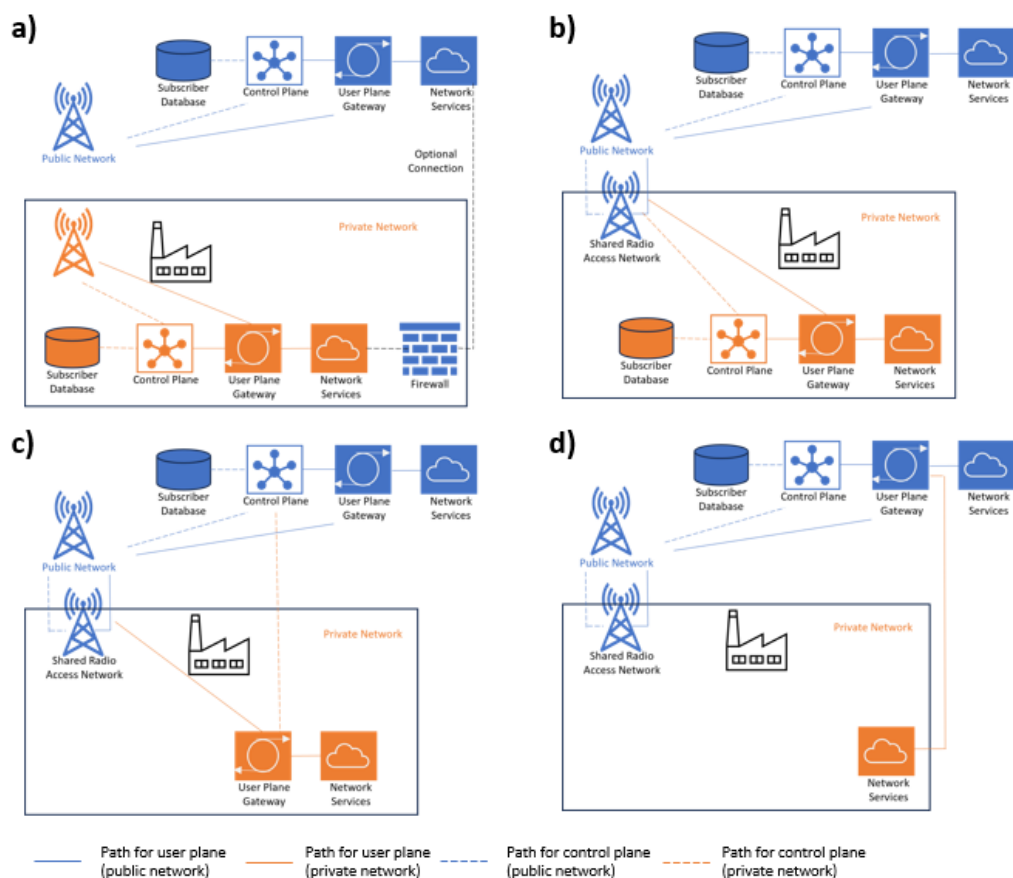 a)
Subscriber
Database
Control Plane
User Plane
Gateway
Network
Services
Public Network
Optional
Connection
Private Network
Subscriber
Database
Control Plane
User Plane
Gateway
Network
Services
Firewall
b)
Subscriber
Database
Control Plane
User Plane
Gateway
Network
Services
Public Network
Shared Radio
Access Network
Private Network
Subscriber
Database
Control Plane
User Plane
Gateway
Network
Services
c)
Subscriber
Database
Control Plane
User Plane
Gateway
Network
Services
Public Network
Shared Radio
Access Network
Private Network
User Plane
Gateway
Network
Services
d)
Subscriber
Database
Control Plane
User Plane
Gateway
Network
Services
Public Network
Shared Radio
Access Network
Private Network
Network
Services
Path for user plane
(public network)
Path for user plane
(private network)
Path for control plane
(public network)
Path for control plane
(private network)